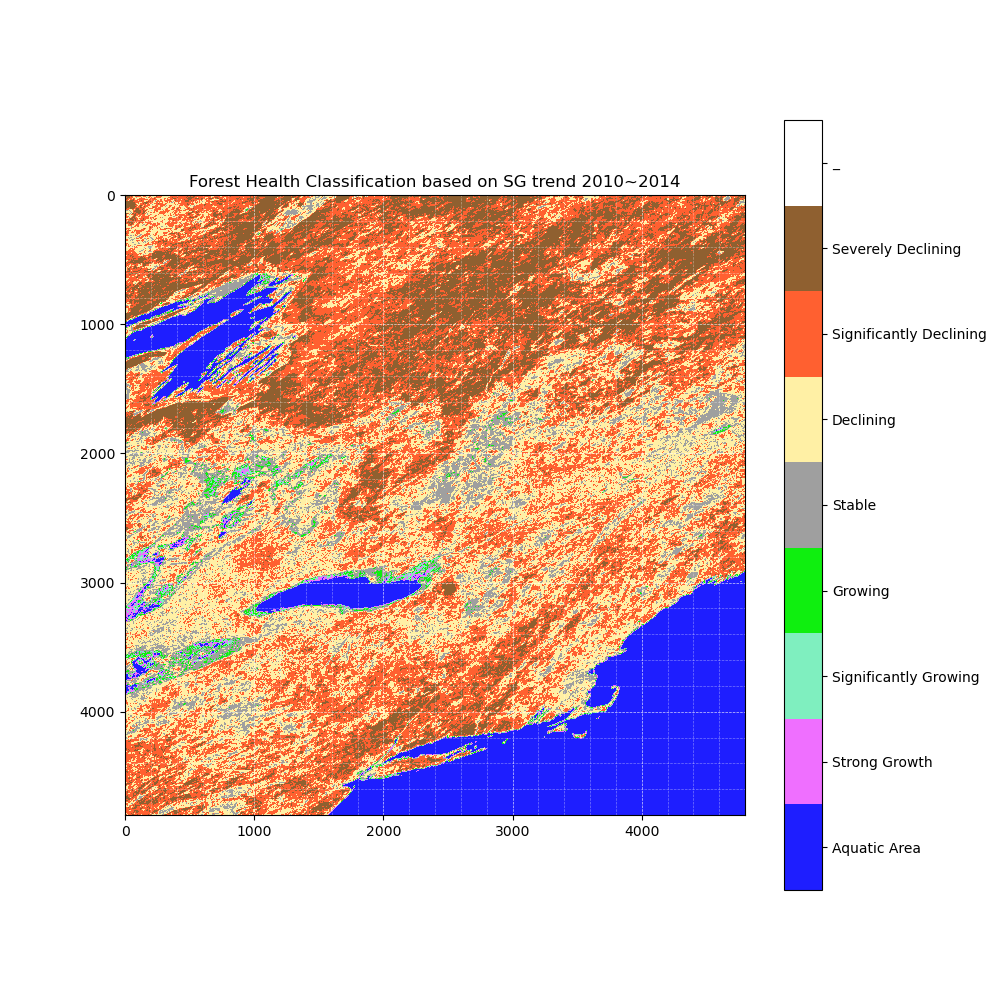 Forest Health Classification based on SG trend 2010~2014
0
1000
2000
3000
4000
0
1000
2000
3000
4000
_
Severely Declining
Significantly Declining
Declining
Stable
Growing
Significantly Growing
Strong Growth
Aquatic Area